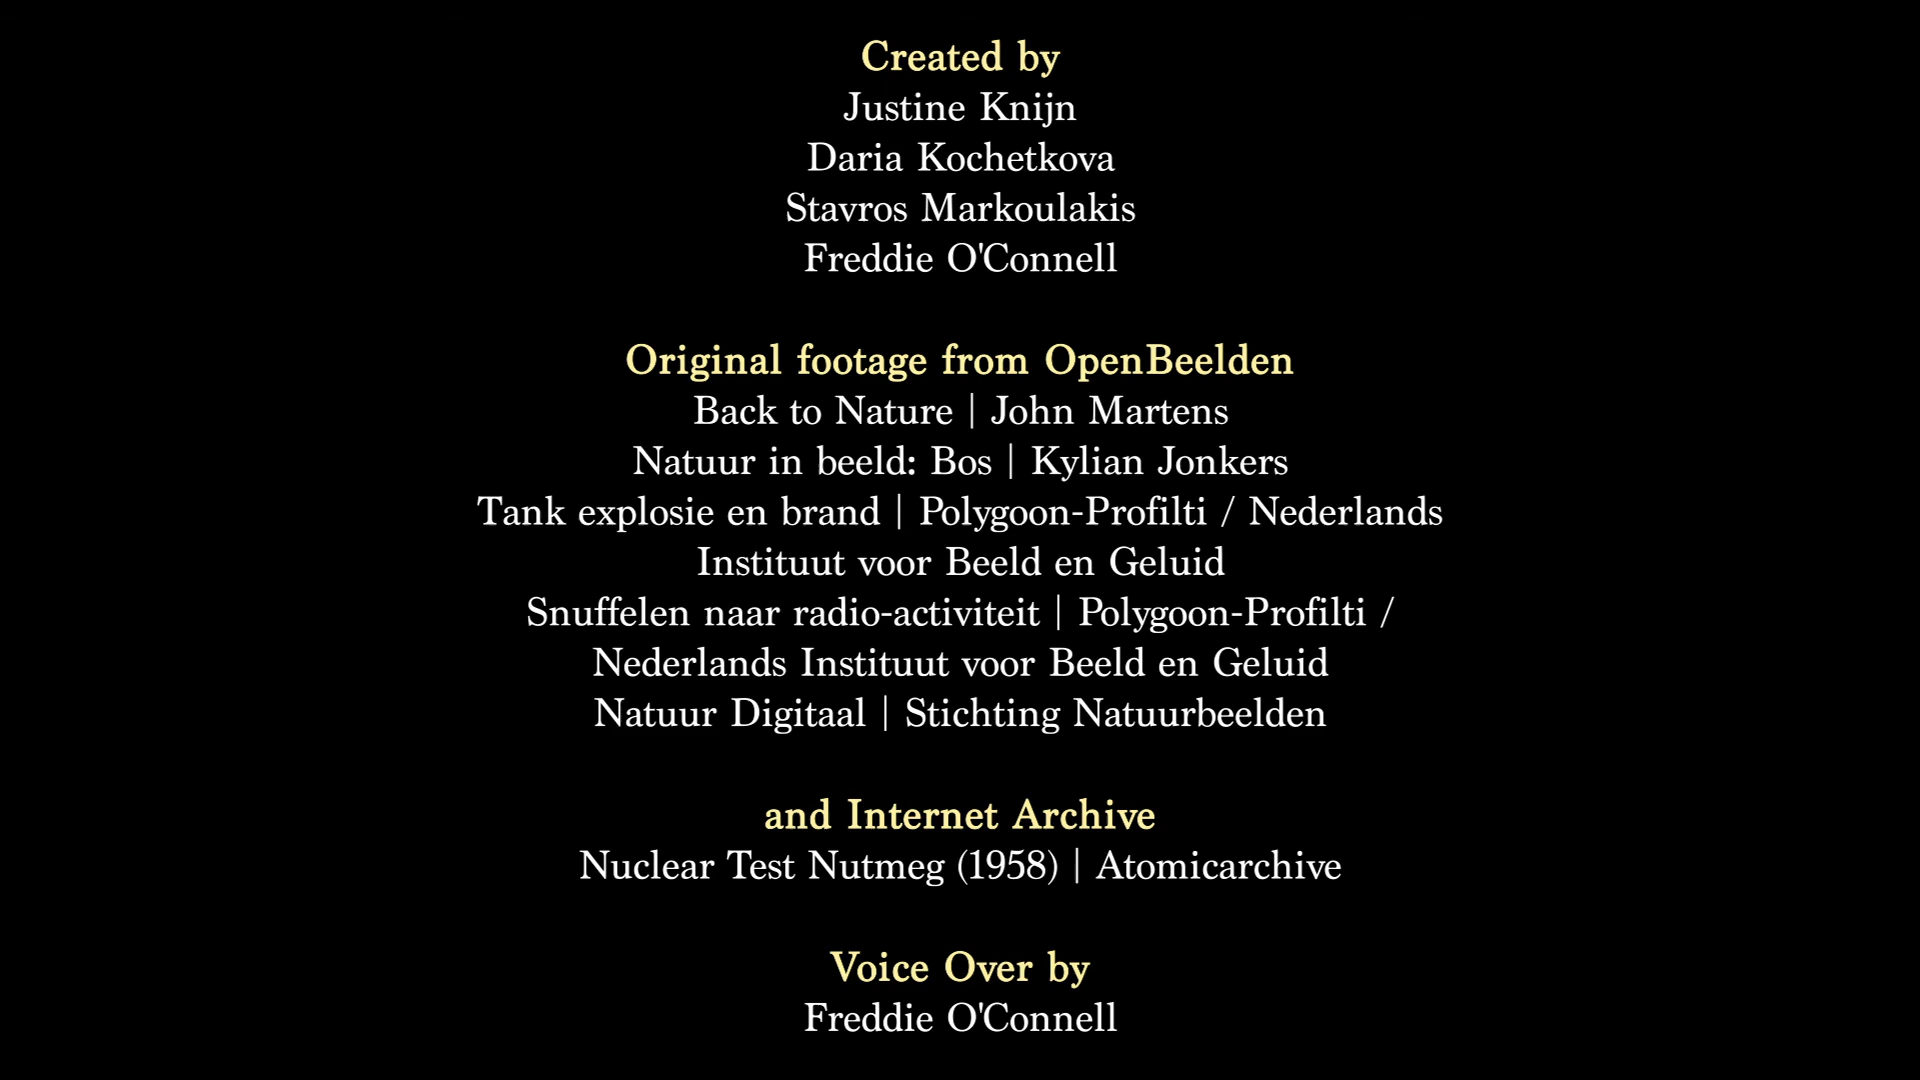 Created by
Justine Knijn
Daria Kochetkova
Stavros Markoulakis
Freddie O'Connell
Original footage from OpenBeelden
Back to Nature | John Martens
Natuur in beeld: Bos | Kylian Jonkers
Tank explosie en brand | Polygoon-Profilti / Nederlands
Instituut voor Beeld en Geluid
Snuffelen naar radio-activiteit | Polygoon-Profilti /
Nederlands Instituut voor Beeld en Geluid
Natuur Digitaal | Stichting Natuurbeelden
and Internet Archive
Nuclear Test Nutmeg (1958) | Atomicarchive
Voice Over by
Freddie O'Connell